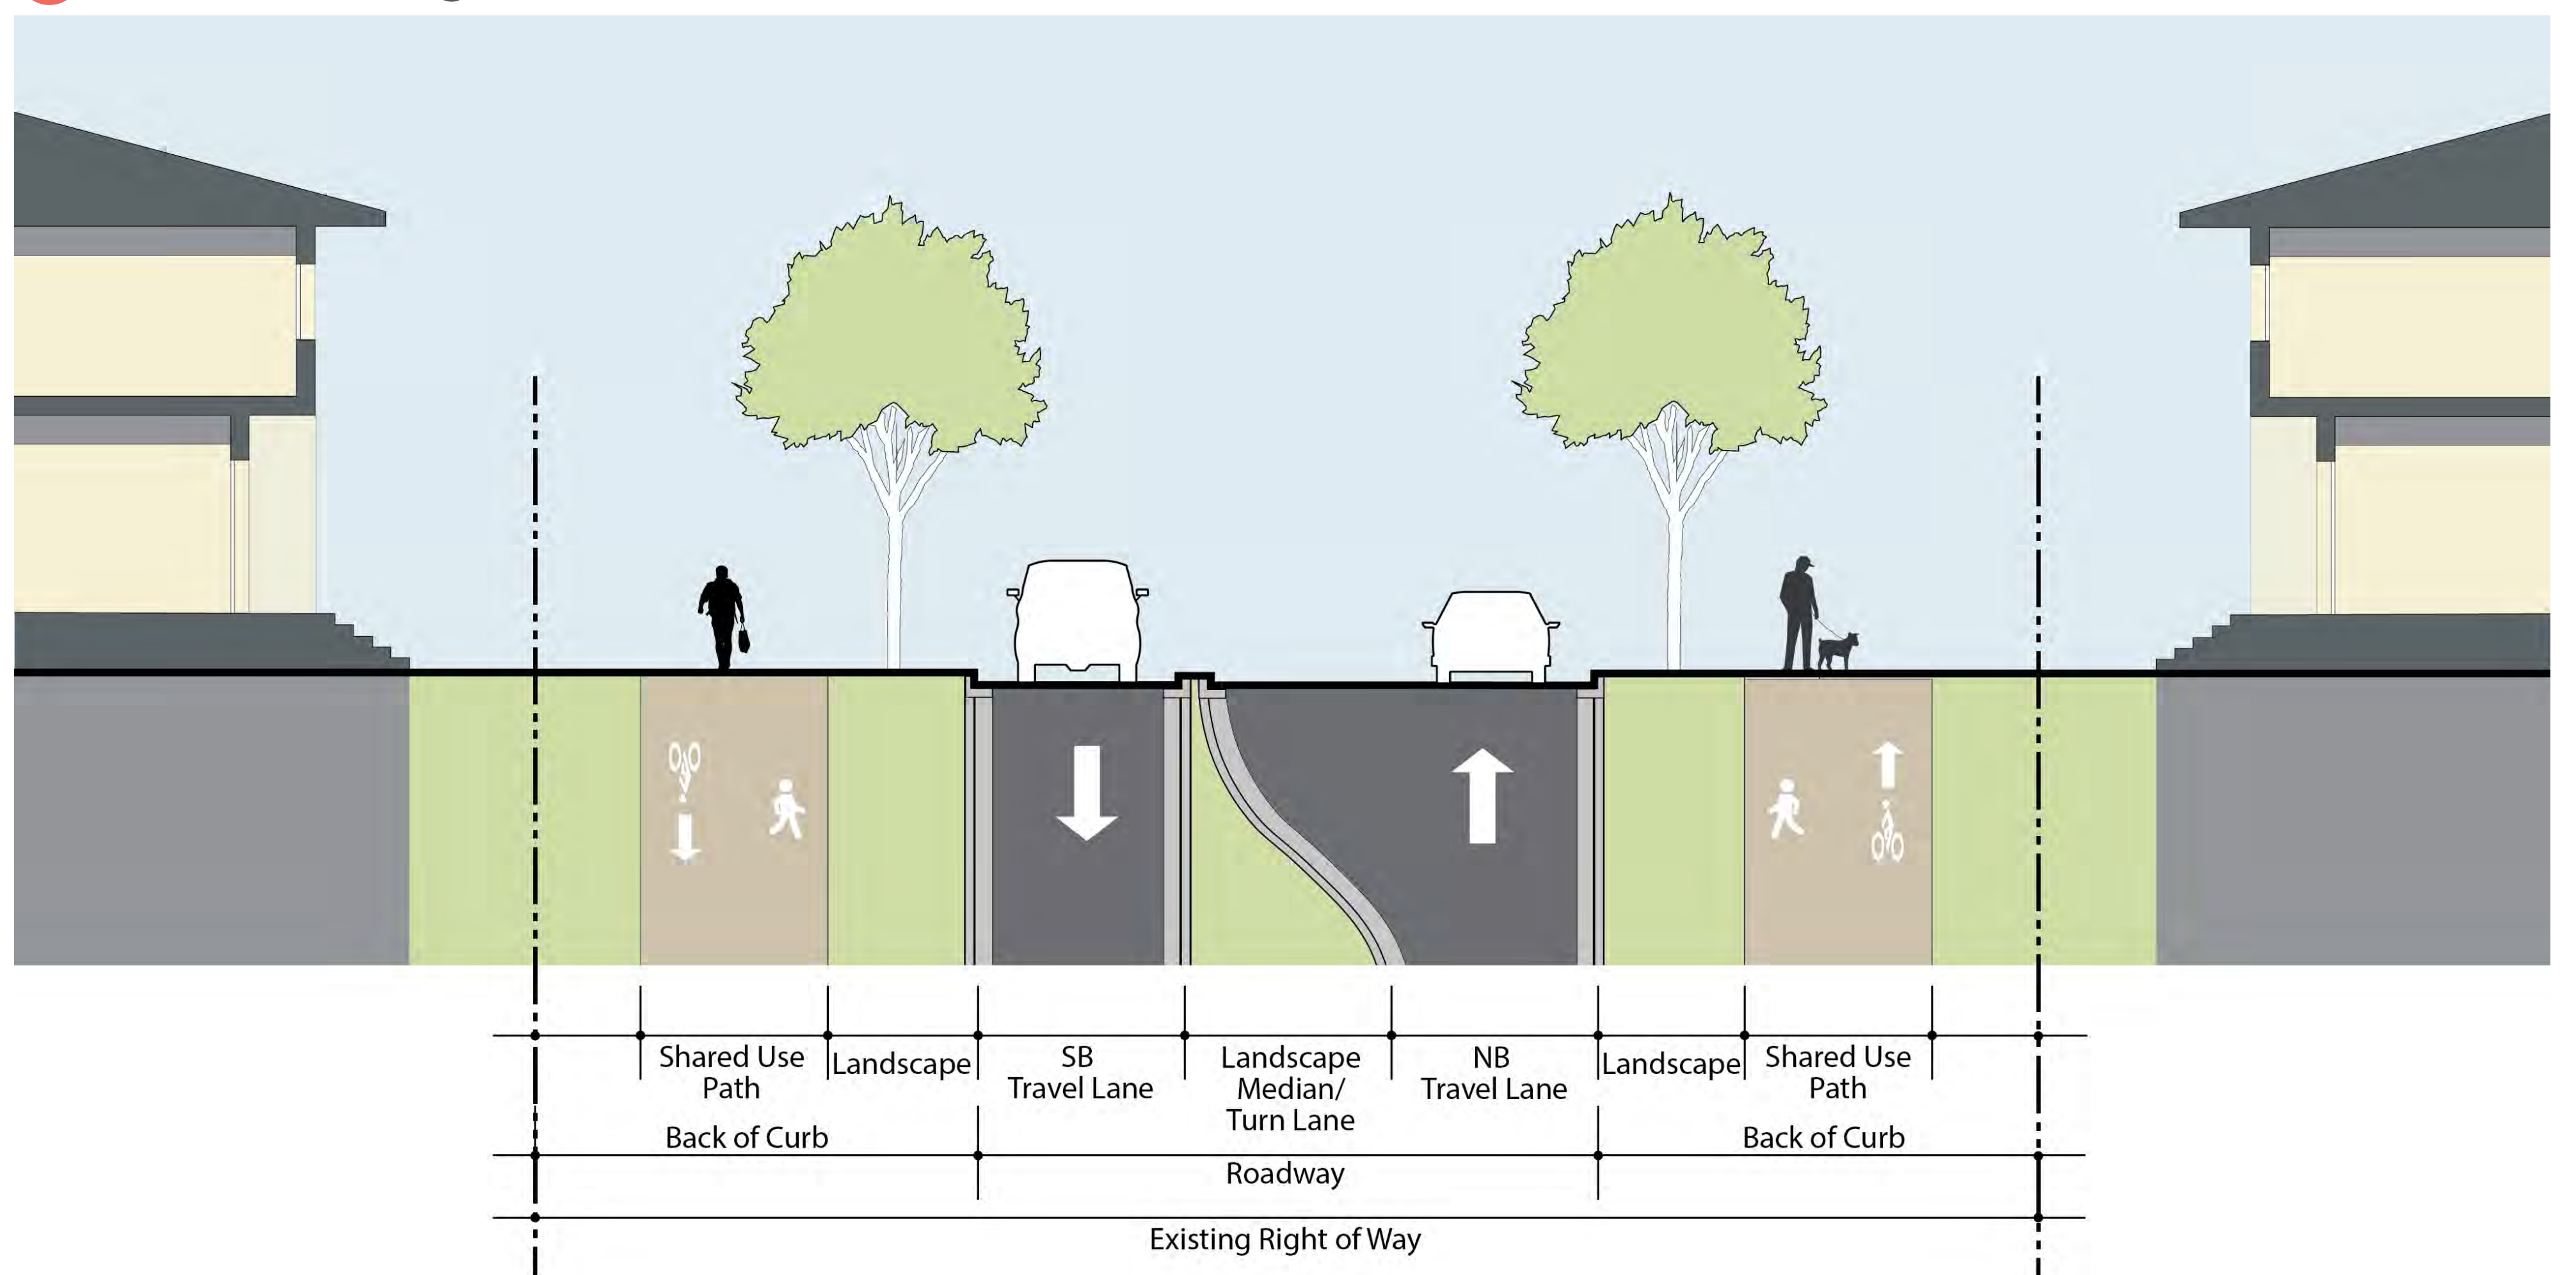 Shared Use
Path
Landscape
SB
Travel Lane
Landscape
Median/
Turn Lane
NB
Travel Lane
Landscape
Shared Use
Path
Back of Curb
Back of Curb
Roadway
Existing Right of Way